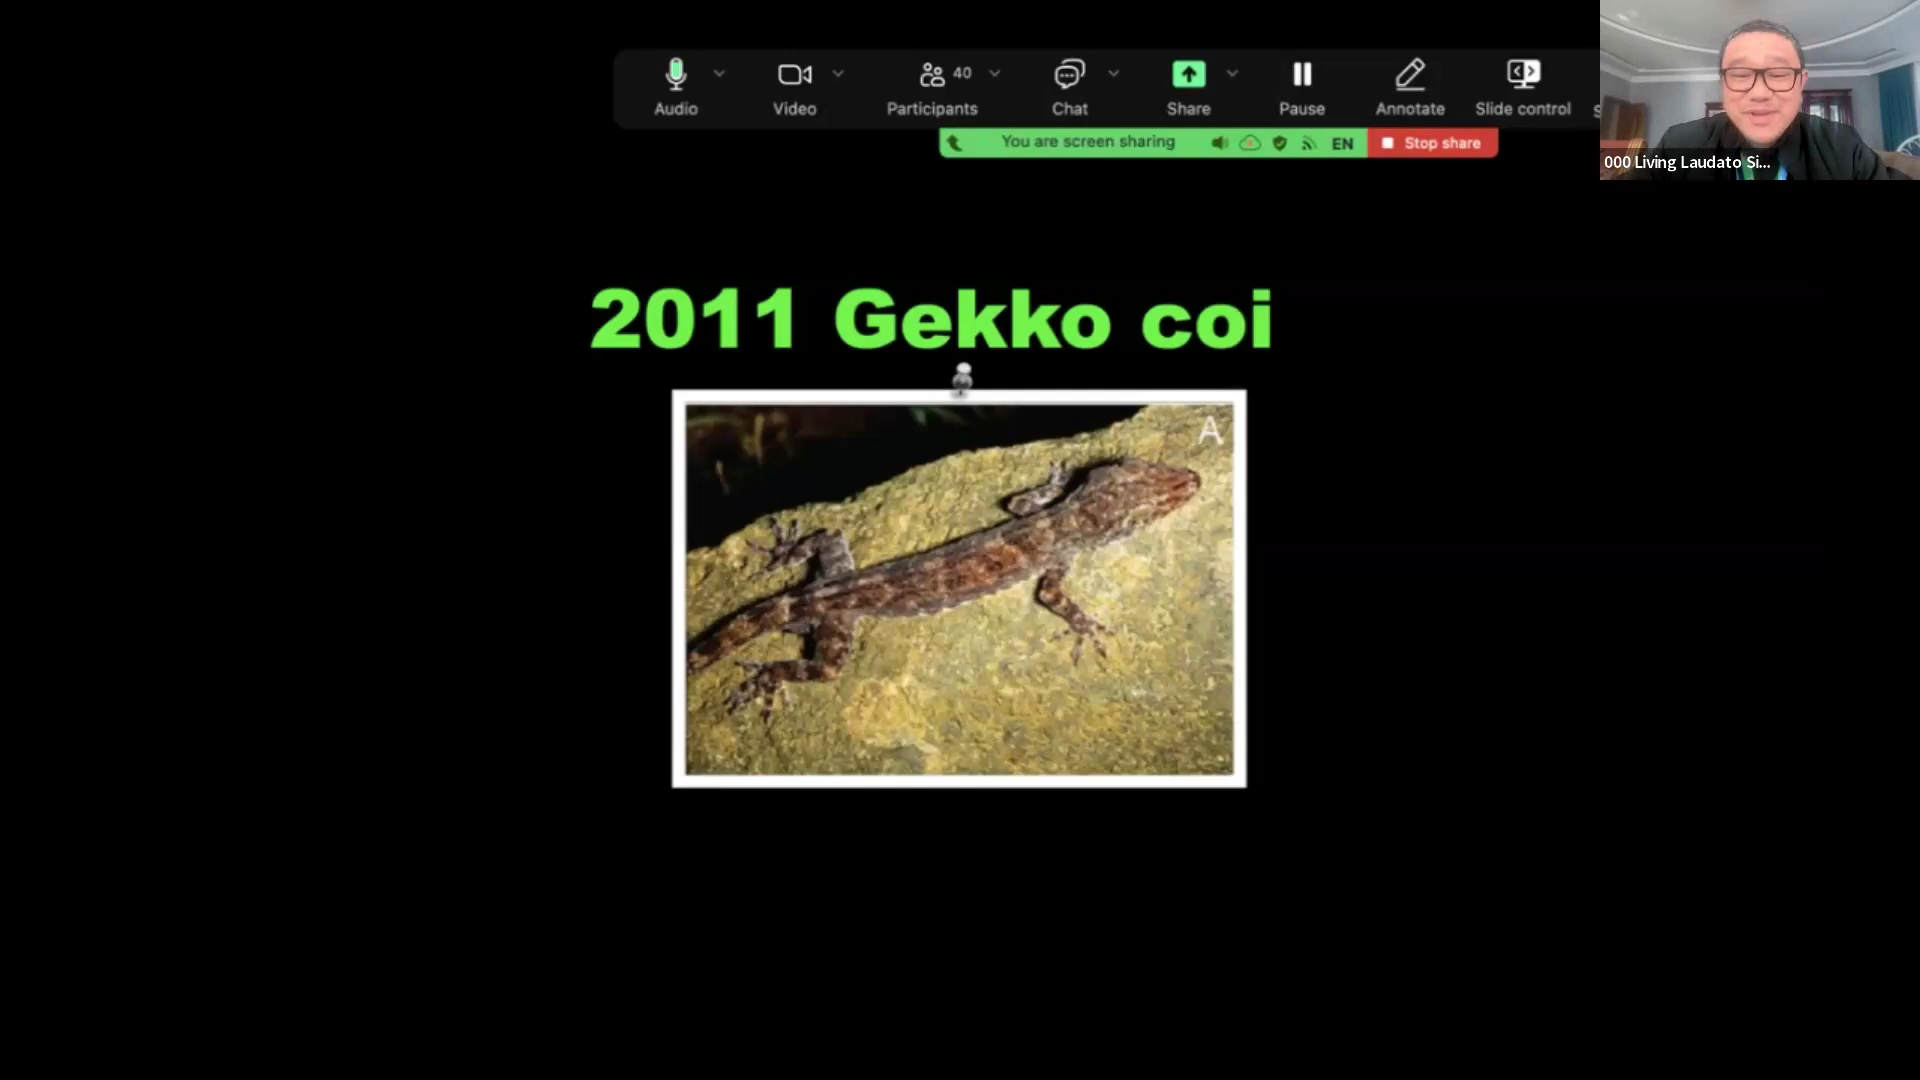 Audio
Video
Participants
40
Chat
Share
Pause
Annotate
Slide control
You are screen sharing
EN
Stop share
000 Living Laudato Si...
2011 Gekko coi
A